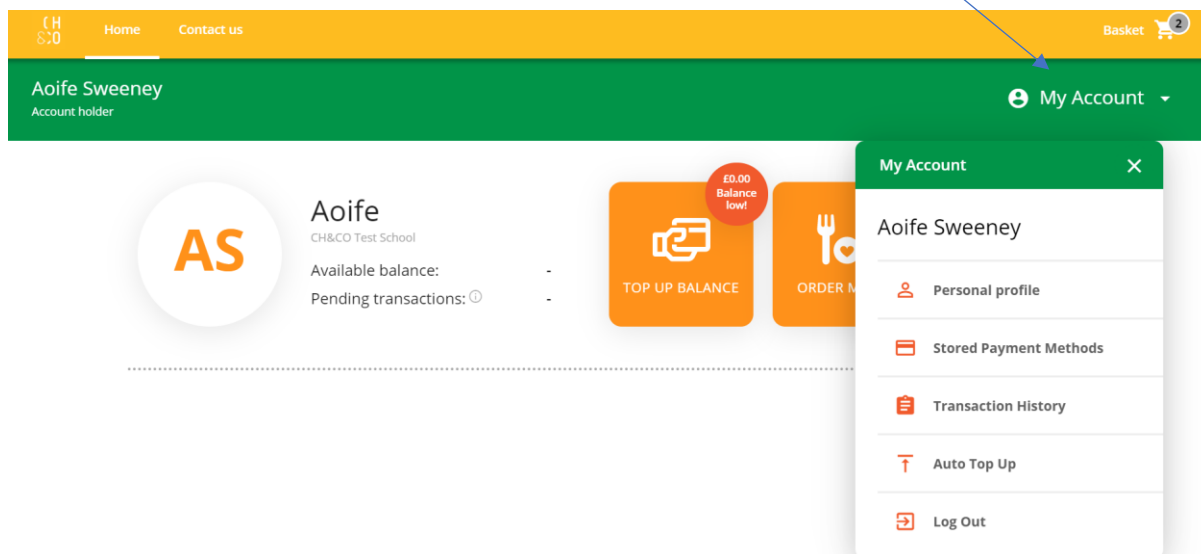 CH
&CO
Home
Contact us
Basket
2
Aoife Sweeney
Account holder
My Account
My Account
Aoife Sweeney
Personal profile
Stored Payment Methods
Transaction History
Auto Top Up
Log Out
AS
Aoife
CH&CO Test School
Available balance: -
Pending transactions: -
£0.00
Balance
low!
TOP UP BALANCE
ORDER